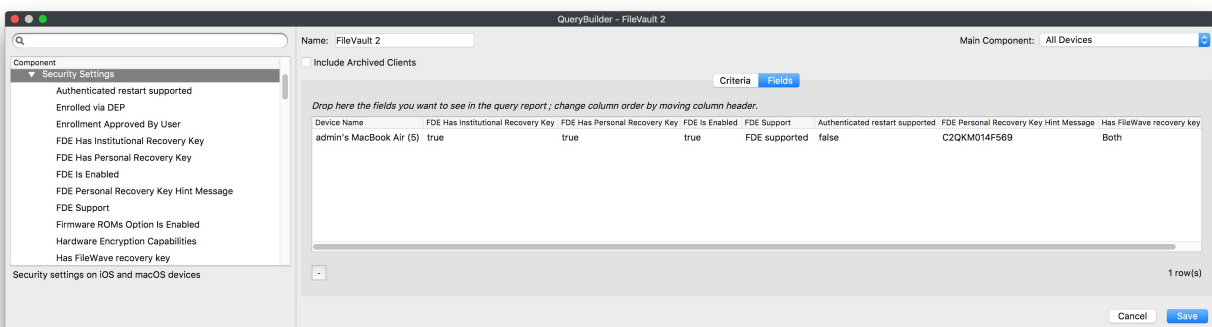 QueryBuilder - FileVault 2
Name: FileVault 2
Main Component: All Devices
Include Archived Clients
Component
Security Settings
Authenticated restart supported
Enrolled via DEP
Enrollment Approved By User
FDE Has Institutional Recovery Key
FDE Has Personal Recovery Key
FDE Is Enabled
FDE Personal Recovery Key Hint Message
FDE Support
Firmware ROMs Option Is Enabled
Hardware Encryption Capabilities
Has FileWave recovery key
Security settings on iOS and macOS devices
Criteria Fields
Drop here the fields you want to see in the query report ; change column order by moving column header.
Device Name FDE Has Institutional Recovery Key FDE Has Personal Recovery Key FDE Is Enabled FDE Support Authenticated restart supported FDE Personal Recovery Key Hint Message Has FileWave recovery key
admin's MacBook Air (5) true true true FDE supported false C2QKM014F569 Both
-
1 row(s)
Cancel Save